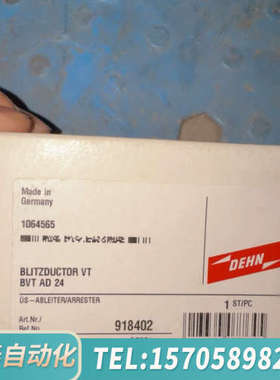 Made in
Germany
1064565
BLITZDUCTOR VT
BVT AD 24
DEHN
ÜS-ABLEITER/ARRESTER
1 ST/PC
Art.Nr./
Ref.No.
918402
自动化
TEL:1570589982